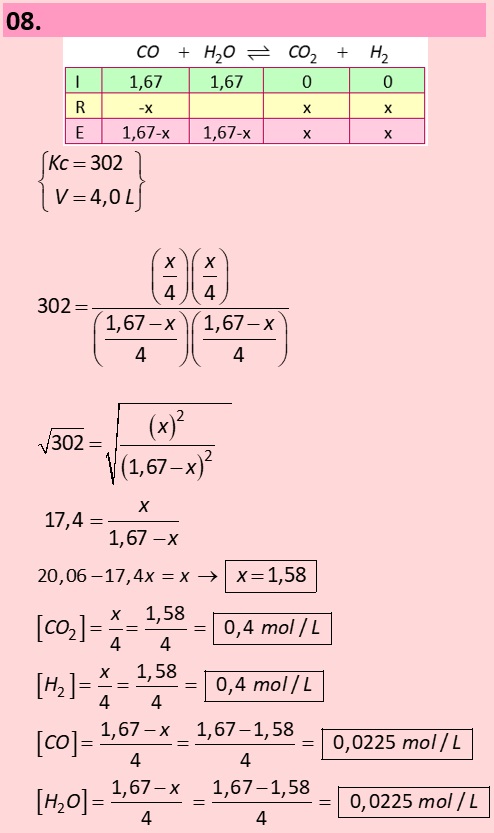 08.
CO + H₂O ⇌ CO₂ + H₂
I 1,67 1,67 0 0
R -x x x
E 1,67-x 1,67-x x x
{Kc = 302
V = 4,0 L}
302 = (x/4)(x/4) / ((1,67 − x)/4)((1,67 − x)/4)
√302 = √((x)² / (1,67 − x)²)
17,4 = x / (1,67 − x)
20,06 − 17,4x = x → x = 1,58
[CO₂] = x/4 = 1,58/4 = 0,4 mol / L
[H₂] = x/4 = 1,58/4 = 0,4 mol / L
[CO] = (1,67 − x)/4 = (1,67 − 1,58)/4 = 0,0225 mol / L
[H₂O] = (1,67 − x)/4 = (1,67 − 1,58)/4 = 0,0225 mol / L